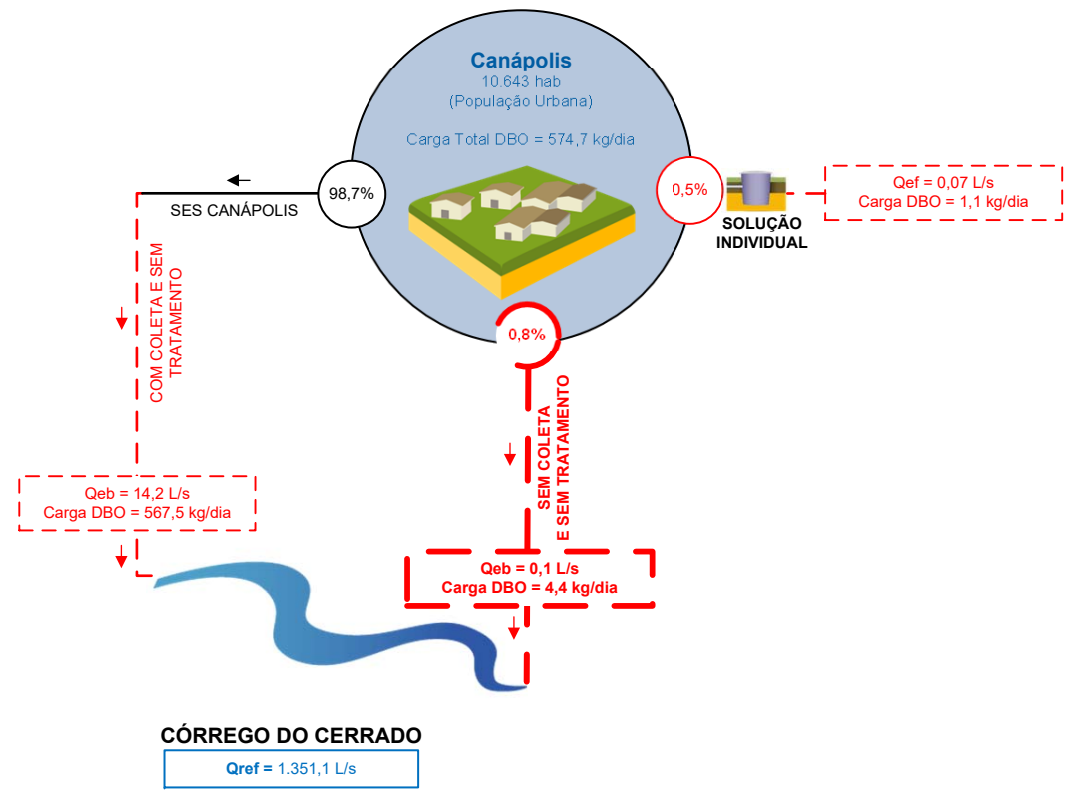 Canápolis
10.643 hab
(População Urbana)
Carga Total DBO = 574,7 kg/dia
98,7%
SES CANÁPOLIS
0,5%
SOLUÇÃO
INDIVIDUAL
Qef = 0,07 L/s
Carga DBO = 1,1 kg/dia
0,8%
COM COLETA E SEM
TRATAMENTO
SEM COLETA
E SEM TRATAMENTO
Qeb = 14,2 L/s
Carga DBO = 567,5 kg/dia
Qeb = 0,1 L/s
Carga DBO = 4,4 kg/dia
CÓRREGO DO CERRADO
Qref = 1.351,1 L/s